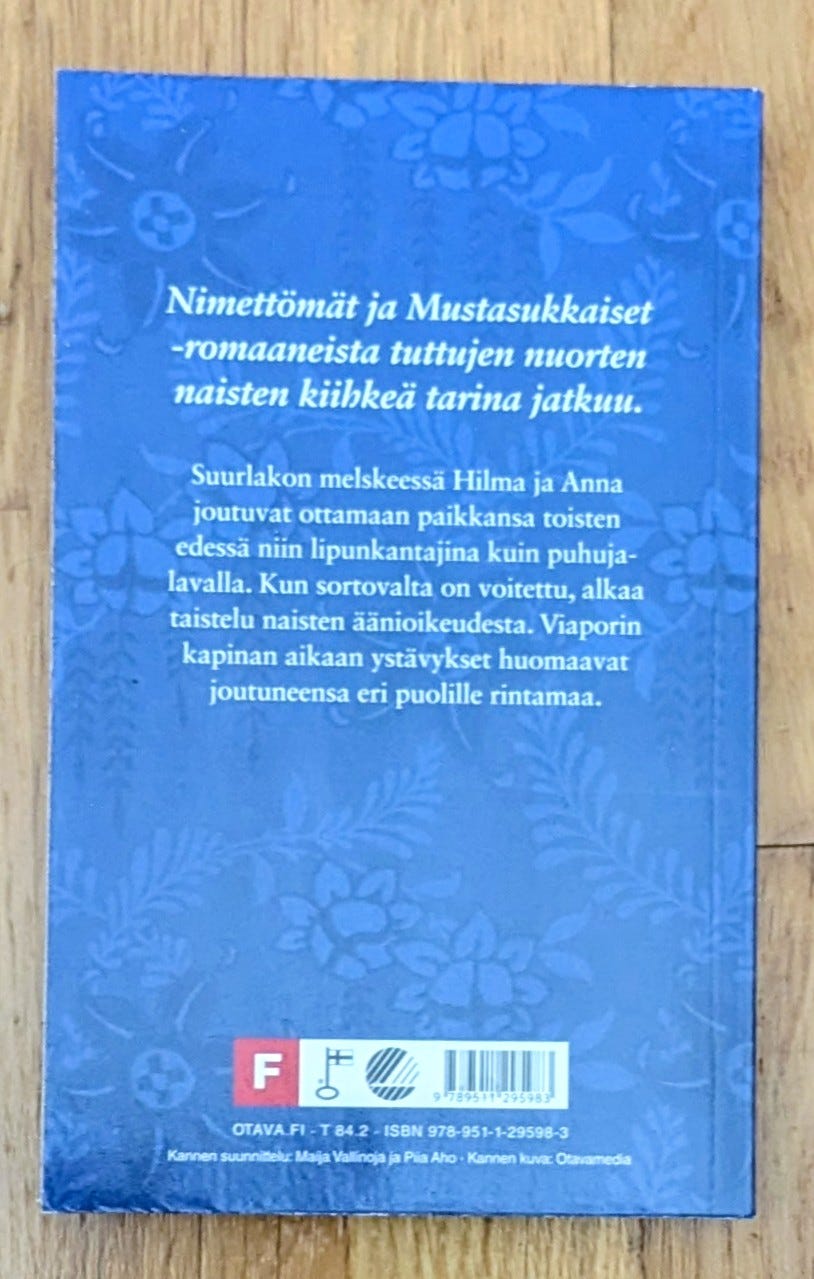 Nimettömät ja Mustasukkaiset
-romaaneista tuttujen nuorten
naisten kiihkeä tarina jatkuu.
Suurlakon melskeessä Hilma ja Anna
joutuvat ottamaan paikkansa toisten
edessä niin lipunkantajina kuin puhuja-
lavalla. Kun sortovalta on voitettu, alkaa
taistelu naisten äänioikeudesta. Viaporin
kapinan aikaan ystävykset huomaavat
joutuneensa eri puolille rintamaa.
F
9 789511 295983
OTAVA.FI - T 84.2 - ISBN 978-951-1-29598-3
Kannen suunnittelu: Maija Vallinoja ja Piia Aho · Kannen kuva: Otavamedia